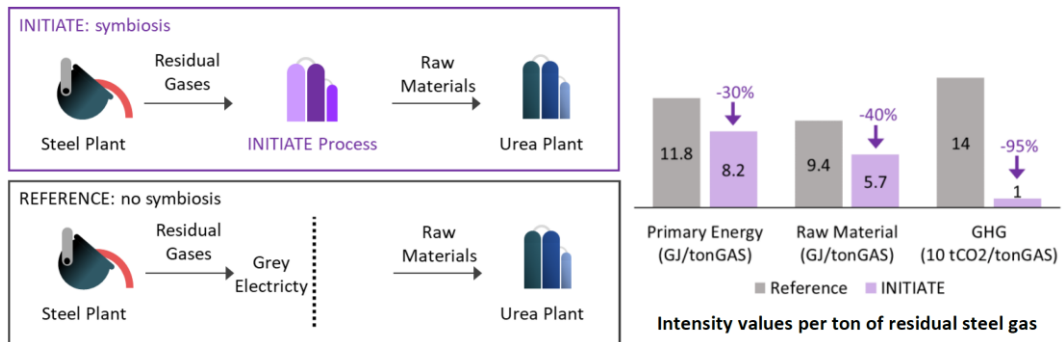 INITIATE: symbiosis
Residual
Gases
Raw
Materials
Steel Plant
INITIATE Process
Urea Plant
REFERENCE: no symbiosis
Residual
Gases
Grey
Electricty
Raw
Materials
Steel Plant
Urea Plant
-30%
-40%
-95%
11.8
8.2
9.4
5.7
14
1
Primary Energy
(GJ/tonGAS)
Raw Material
(GJ/tonGAS)
GHG
(10 tCO2/tonGAS)
Reference
INITIATE
Intensity values per ton of residual steel gas